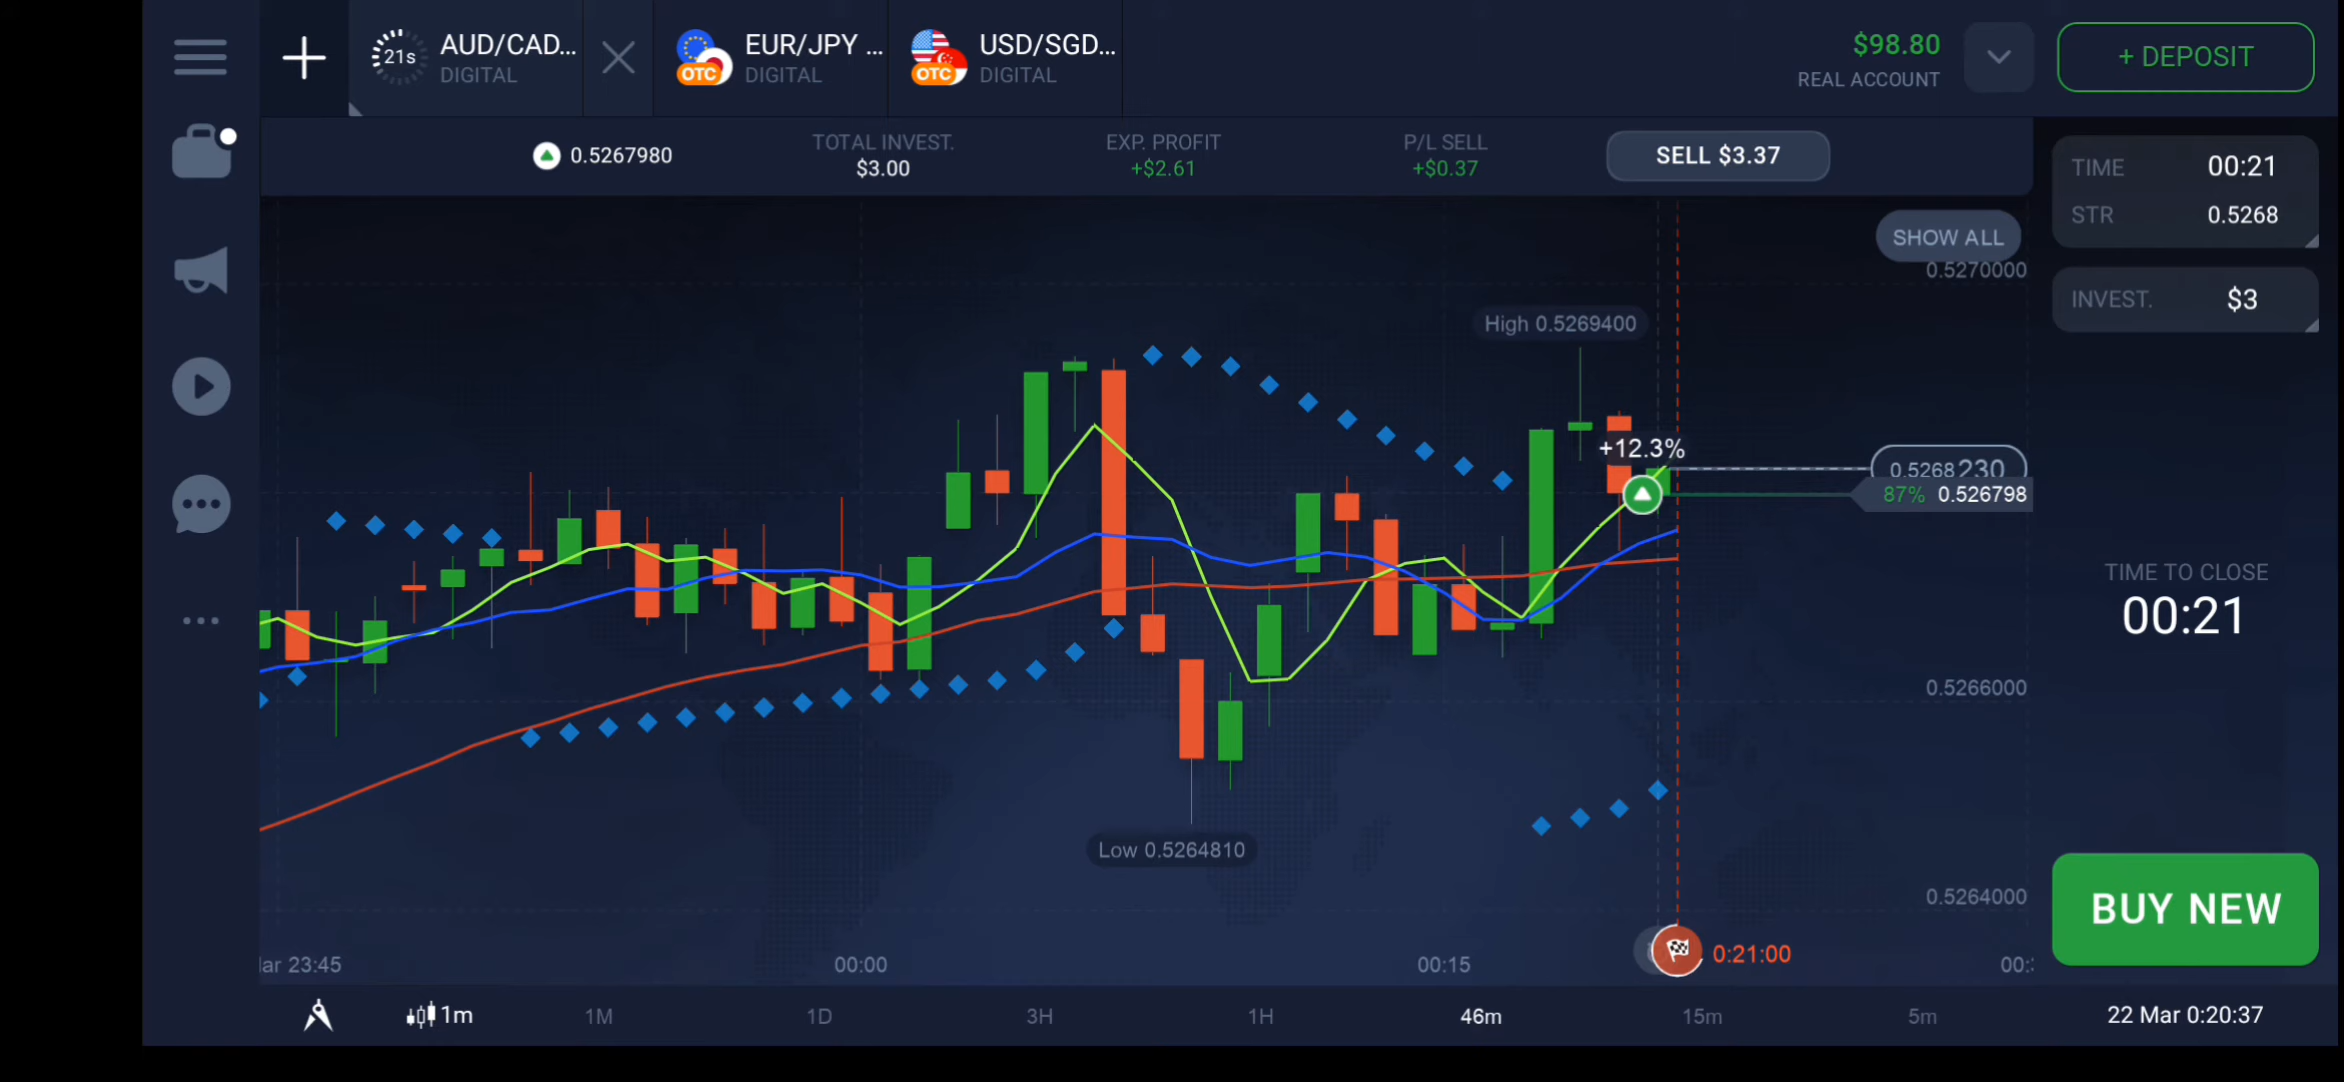 21s
AUD/CAD...
DIGITAL
OTC
EUR/JPY ...
DIGITAL
OTC
USD/SGD...
DIGITAL
$98.80
REAL ACCOUNT
+ DEPOSIT
0.5267980
TOTAL INVEST.
$3.00
EXP. PROFIT
+$2.61
P/L SELL
+$0.37
SELL $3.37
TIME 00:21
STR 0.5268
INVEST. $3
SHOW ALL
0.5270000
High 0.5269400
+12.3%
0.5268230
87% 0.526798
TIME TO CLOSE
00:21
0.5266000
Low 0.5264810
0.5264000
BUY NEW
ar 23:45
00:00
00:15
0:21:00
00:
1m
1M
1D
3H
1H
46m
15m
5m
22 Mar 0:20:37